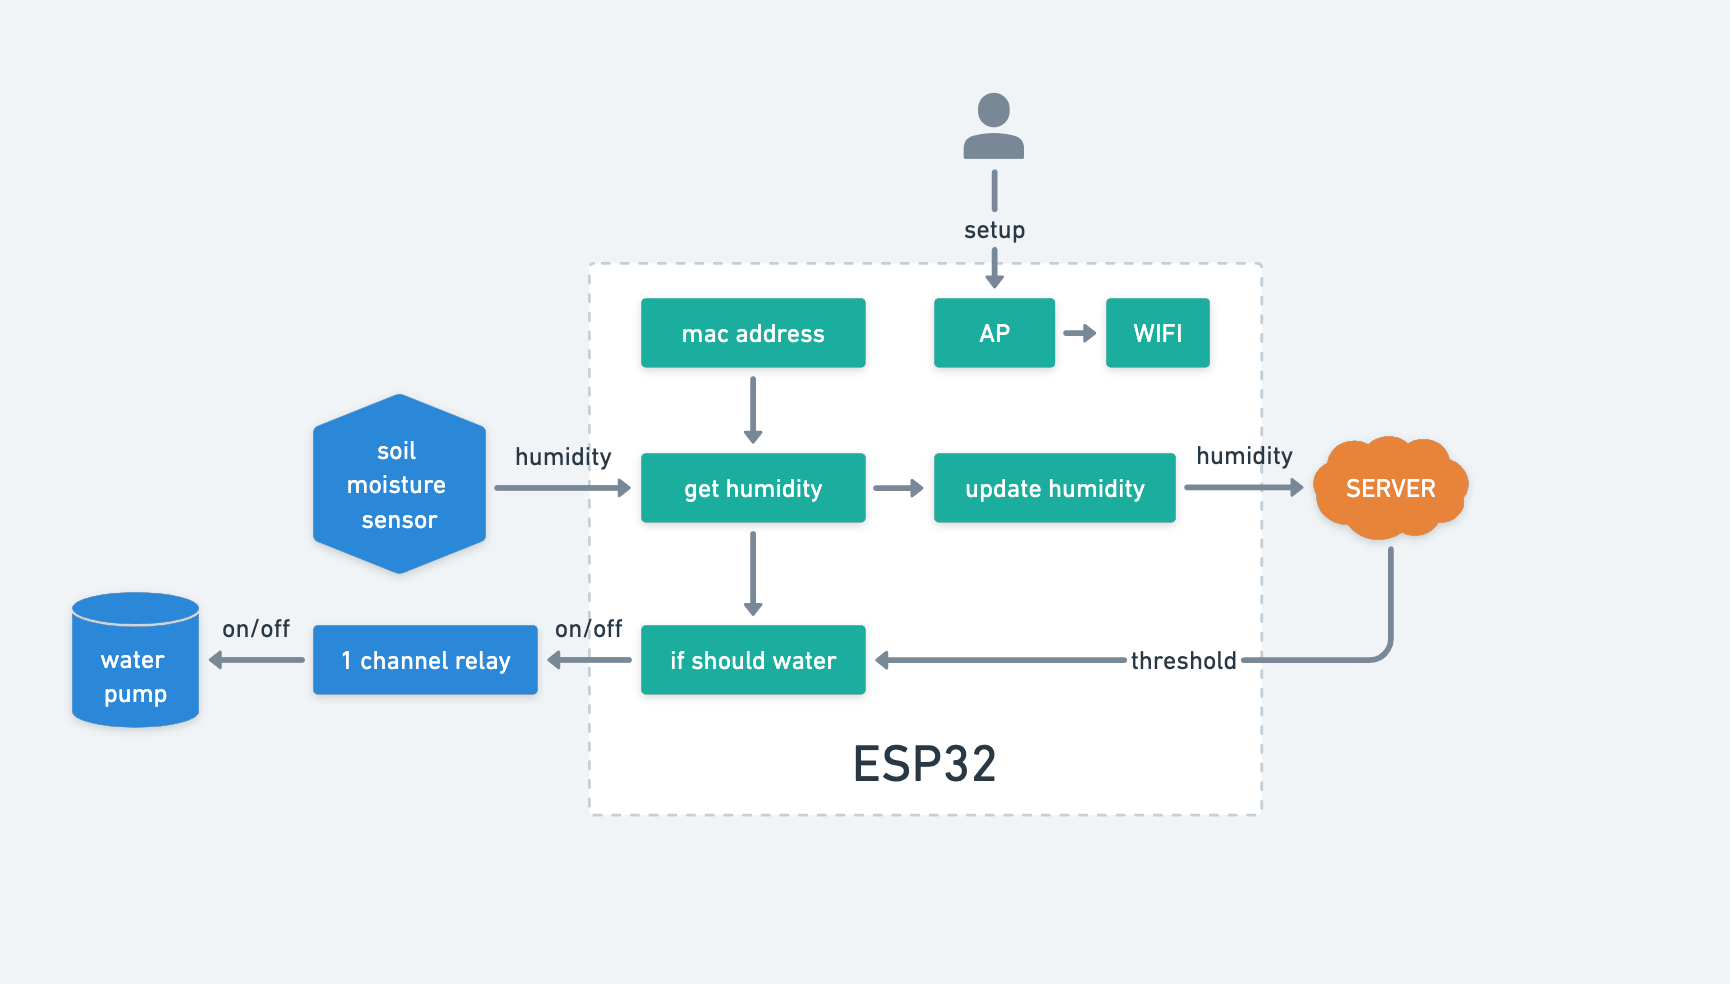 setup
mac address
AP
WIFI
soil
moisture
sensor
humidity
get humidity
update humidity
humidity
SERVER
water
pump
on/off
1 channel relay
on/off
if should water
threshold
ESP32